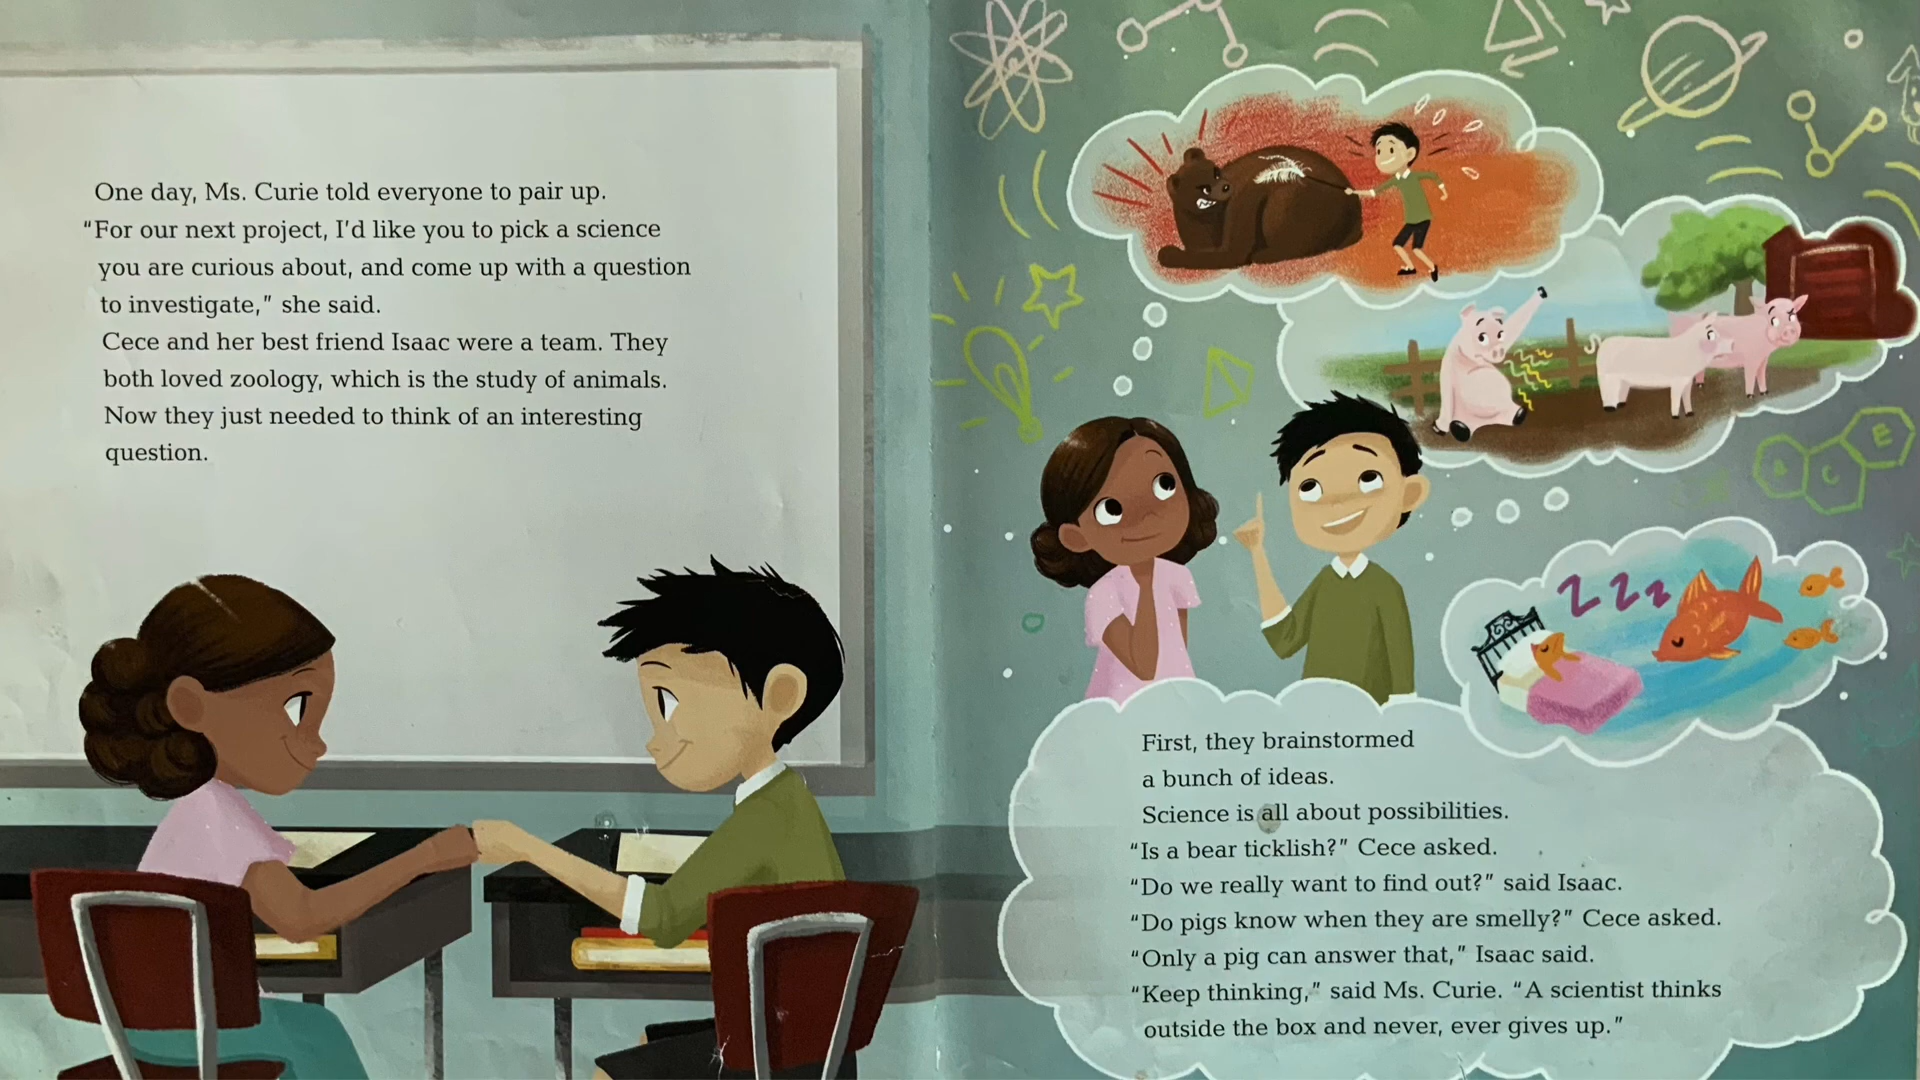 One day, Ms. Curie told everyone to pair up.
“For our next project, I’d like you to pick a science
you are curious about, and come up with a question
to investigate,” she said.
Cece and her best friend Isaac were a team. They
both loved zoology, which is the study of animals.
Now they just needed to think of an interesting
question.
Z Z Z
E
C
First, they brainstormed
a bunch of ideas.
Science is all about possibilities.
“Is a bear ticklish?” Cece asked.
“Do we really want to find out?” said Isaac.
“Do pigs know when they are smelly?” Cece asked.
“Only a pig can answer that,” Isaac said.
“Keep thinking,” said Ms. Curie. “A scientist thinks
outside the box and never, ever gives up.”